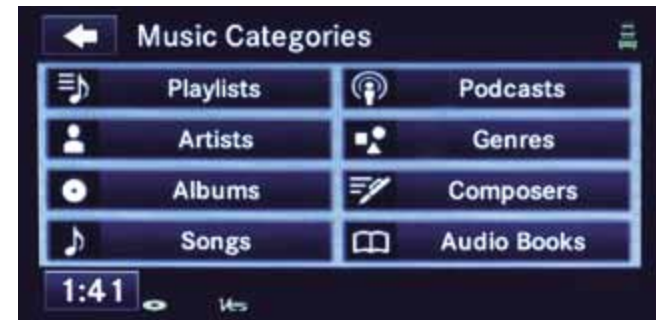 Music Categories
Playlists
Podcasts
Artists
Genres
Albums
Composers
Songs
Audio Books
1:41